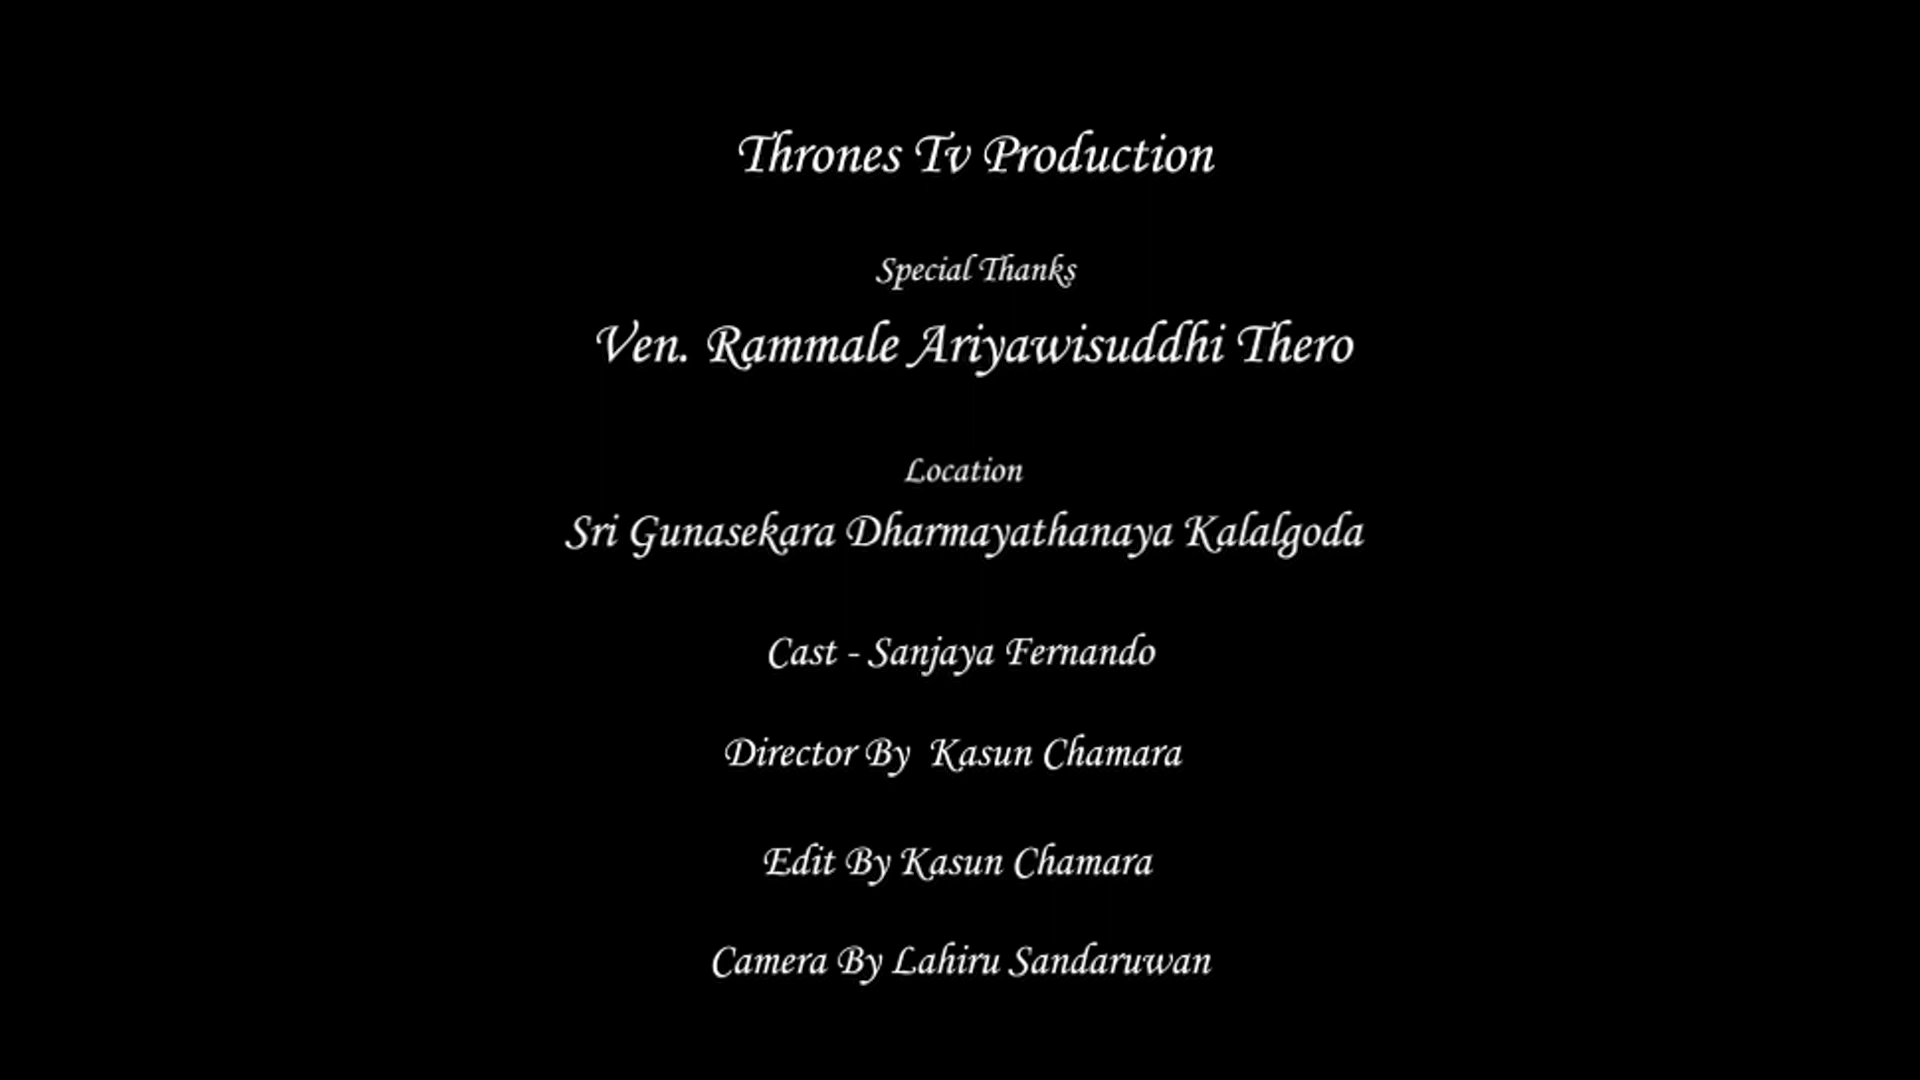 Thrones Tv Production
Special Thanks
Ven. Rammale Ariyawisuddhi Thero
Location
Sri Gunasekara Dharmayathanaya Kalalgoda
Cast - Sanjaya Fernando
Director By Kasun Chamara
Edit By Kasun Chamara
Camera By Lahiru Sandaruwan